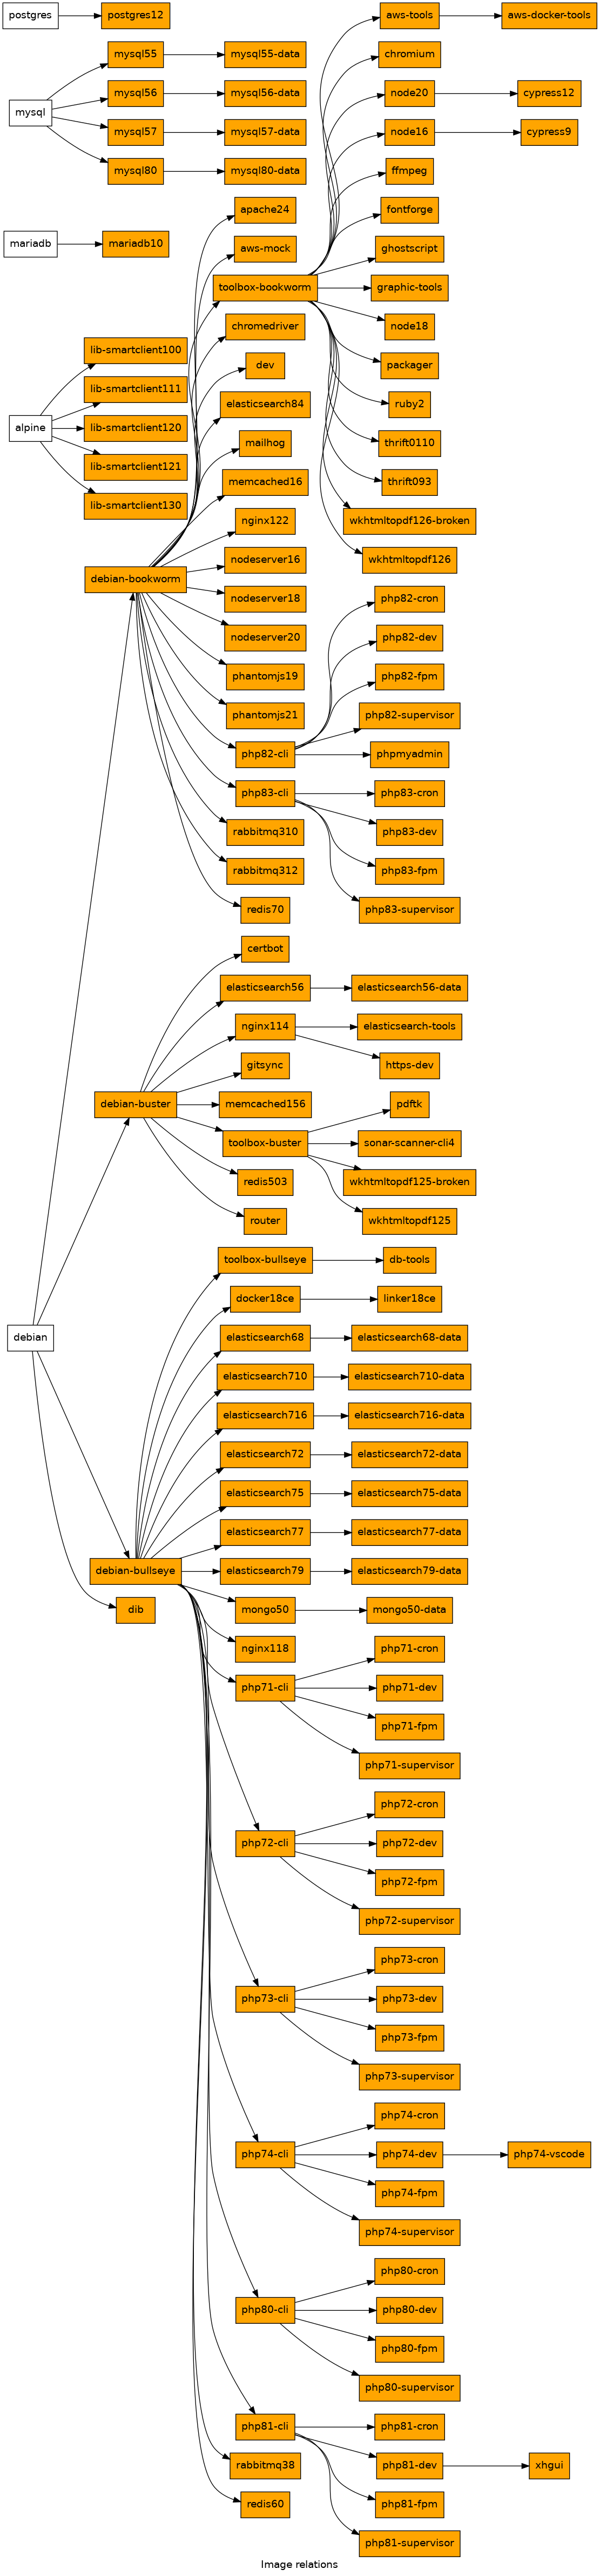 postgres
postgres12
aws-tools
aws-docker-tools
mysql55
mysql55-data
chromium
mysql56
mysql56-data
node20
cypress12
mysql
mysql57
mysql57-data
node16
cypress9
mysql80
mysql80-data
ffmpeg
apache24
fontforge
mariadb
mariadb10
aws-mock
ghostscript
toolbox-bookworm
graphic-tools
chromedriver
node18
lib-smartclient100
dev
packager
lib-smartclient111
elasticsearch84
ruby2
alpine
lib-smartclient120
mailhog
thrift0110
lib-smartclient121
memcached16
thrift093
lib-smartclient130
nginx122
wkhtmltopdf126-broken
nodeserver16
wkhtmltopdf126
debian-bookworm
nodeserver18
php82-cron
nodeserver20
php82-dev
phantomjs19
php82-fpm
phantomjs21
php82-supervisor
php82-cli
phpmyadmin
php83-cli
php83-cron
rabbitmq310
php83-dev
rabbitmq312
php83-fpm
redis70
php83-supervisor
certbot
elasticsearch56
elasticsearch56-data
nginx114
elasticsearch-tools
gitsync
https-dev
debian-buster
memcached156
pdftk
toolbox-buster
sonar-scanner-cli4
redis503
wkhtmltopdf125-broken
router
wkhtmltopdf125
toolbox-bullseye
db-tools
docker18ce
linker18ce
debian
elasticsearch68
elasticsearch68-data
elasticsearch710
elasticsearch710-data
elasticsearch716
elasticsearch716-data
elasticsearch72
elasticsearch72-data
elasticsearch75
elasticsearch75-data
elasticsearch77
elasticsearch77-data
debian-bullseye
elasticsearch79
elasticsearch79-data
dib
mongo50
mongo50-data
nginx118
php71-cron
php71-cli
php71-dev
php71-fpm
php71-supervisor
php72-cron
php72-cli
php72-dev
php72-fpm
php72-supervisor
php73-cron
php73-cli
php73-dev
php73-fpm
php73-supervisor
php74-cron
php74-cli
php74-dev
php74-vscode
php74-fpm
php74-supervisor
php80-cron
php80-cli
php80-dev
php80-fpm
php80-supervisor
php81-cli
php81-cron
rabbitmq38
php81-dev
xhgui
redis60
php81-fpm
php81-supervisor
Image relations